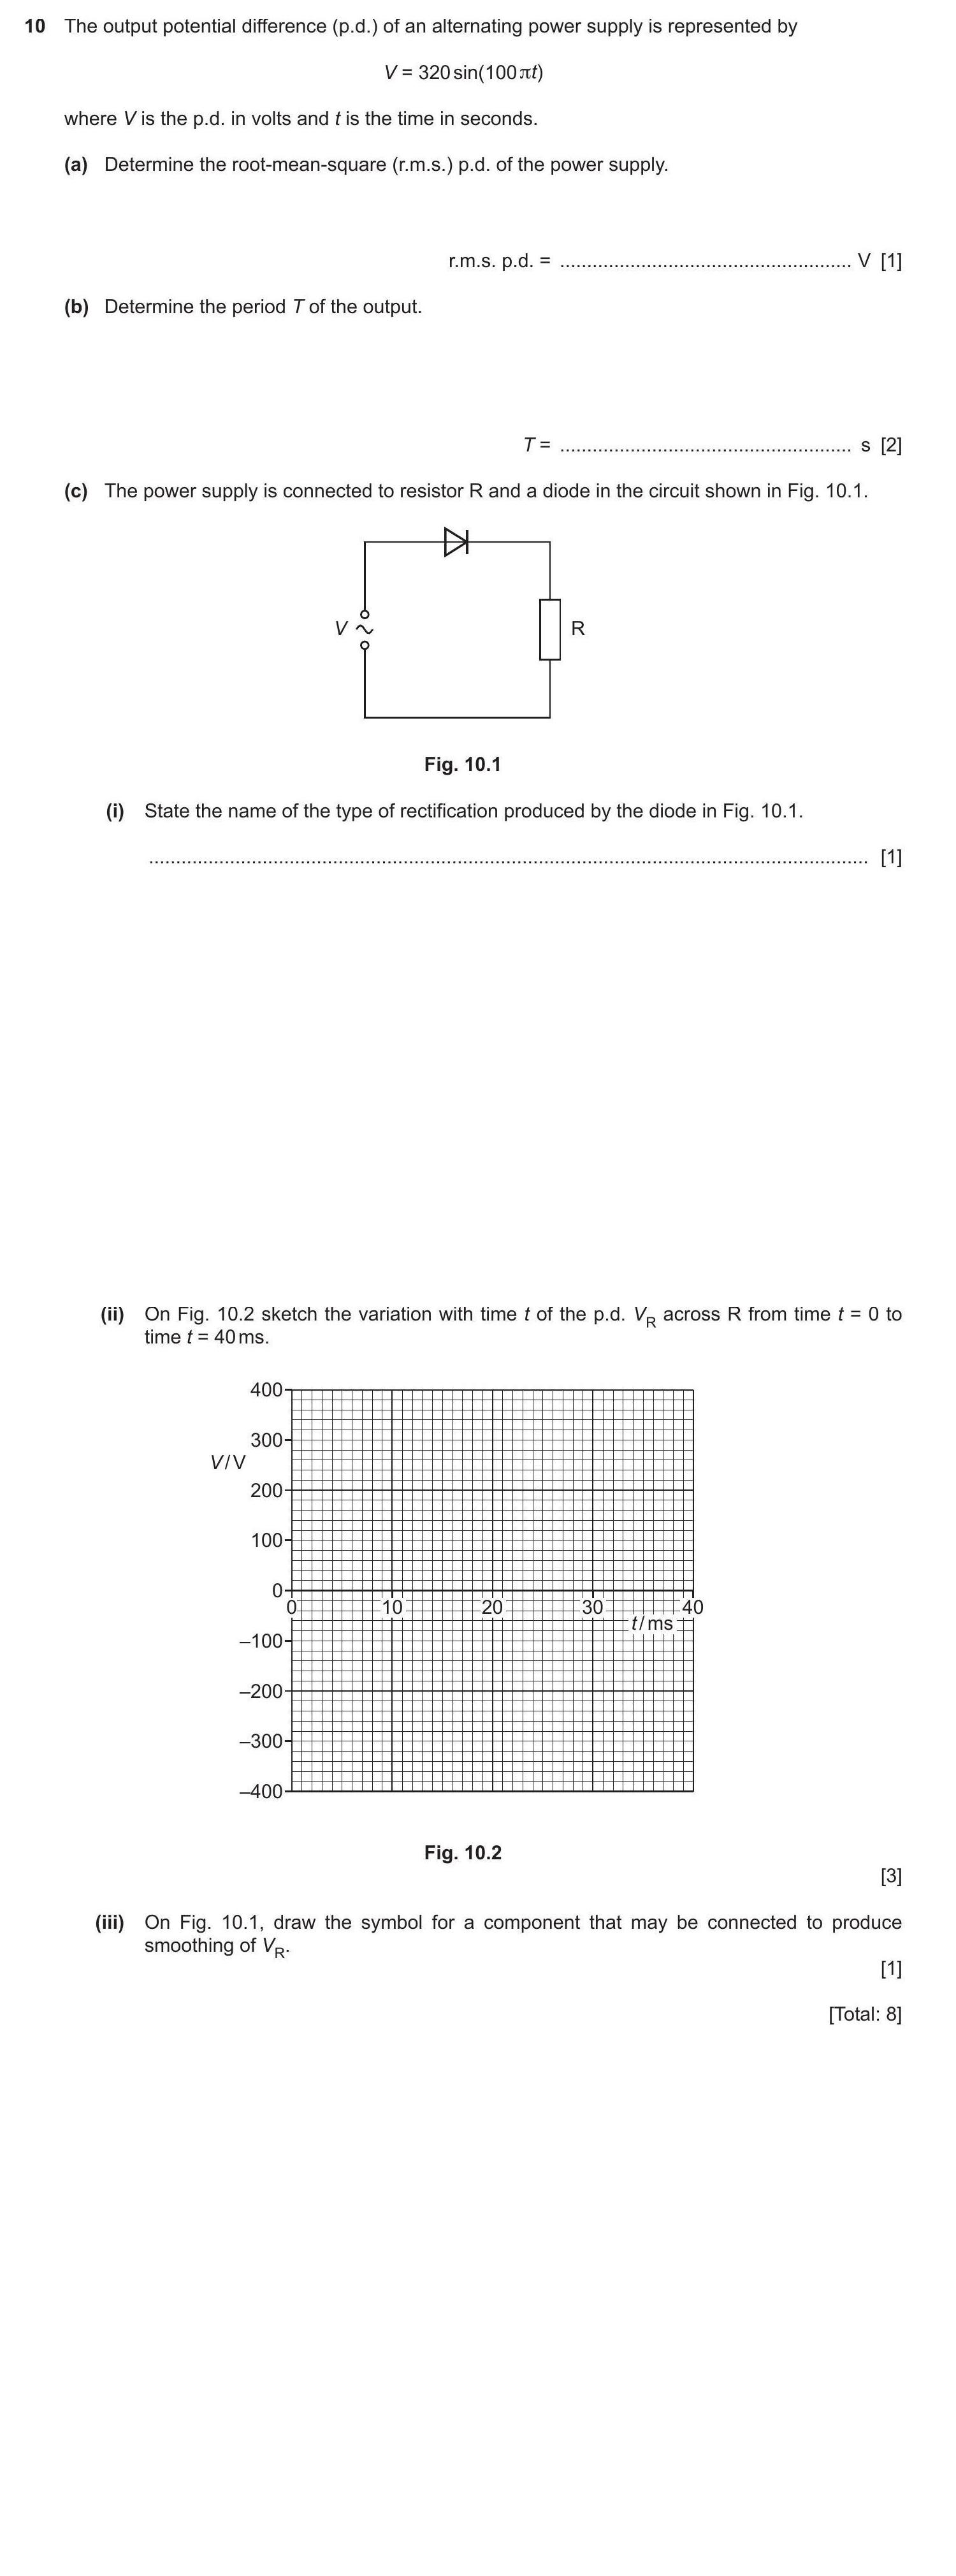 10 The output potential difference (p.d.) of an alternating power supply is represented by
V = 320 sin(100πt)
where V is the p.d. in volts and t is the time in seconds.
(a) Determine the root-mean-square (r.m.s.) p.d. of the power supply.
r.m.s. p.d. = ...................................................... V [1]
(b) Determine the period T of the output.
T = ...................................................... s [2]
(c) The power supply is connected to resistor R and a diode in the circuit shown in Fig. 10.1.
V
R
Fig. 10.1
(i) State the name of the type of rectification produced by the diode in Fig. 10.1.
...................................................................................................................................... [1]
(ii) On Fig. 10.2 sketch the variation with time t of the p.d. V_R across R from time t = 0 to
time t = 40 ms.
400
300
V/V
200
100
0
0 10 20 30 40
t/ms
–100
–200
–300
–400
Fig. 10.2
[3]
(iii) On Fig. 10.1, draw the symbol for a component that may be connected to produce
smoothing of V_R.
[1]
[Total: 8]